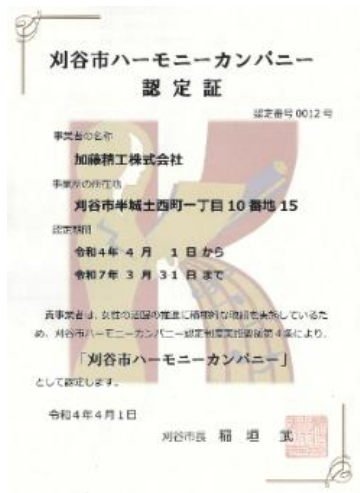 刈谷市ハーモニーカンパニー
認定証
認定番号 0012 号
事業者の名称
加藤精工株式会社
事業所の所在地
刈谷市半城土西町一丁目 10 番地 15
認定期間
令和4年 4 月 1 日 から
令和7年 3 月 31 日 まで
貴事業者は、女性の活躍の推進に積極的な取組を実施しているた
め、刈谷市ハーモニーカンパニー認定制度実施要領第4条により、
「刈谷市ハーモニーカンパニー」
として認定します。
令和4年4月1日
刈谷市長 稲 垣 武